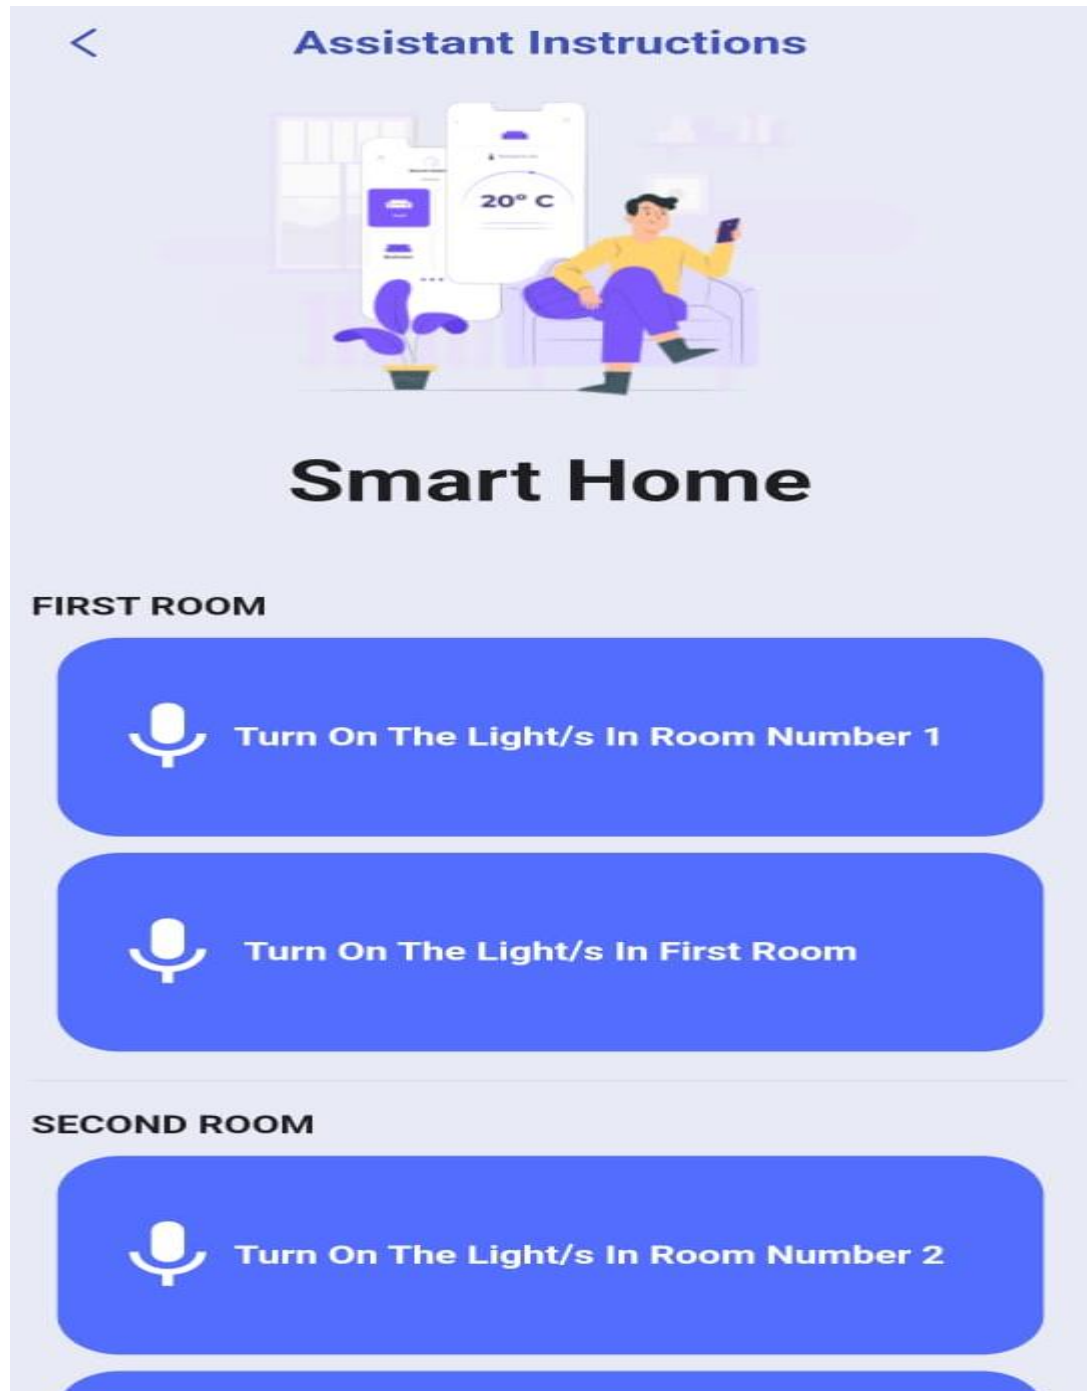 Assistant Instructions
20° C
Smart Home
FIRST ROOM
Turn On The Light/s In Room Number 1
Turn On The Light/s In First Room
SECOND ROOM
Turn On The Light/s In Room Number 2